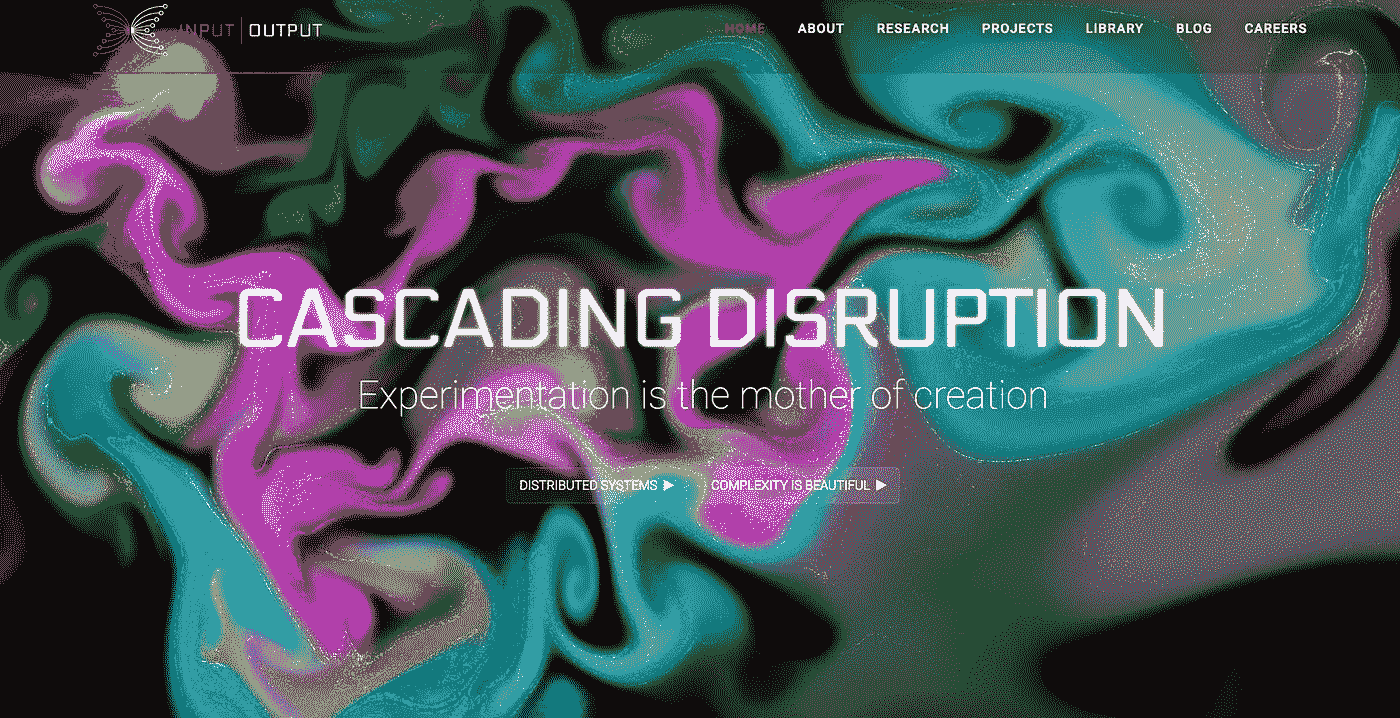 INPUT | OUTPUT
HOME ABOUT RESEARCH PROJECTS LIBRARY BLOG CAREERS
CASCADING DISRUPTION
Experimentation is the mother of creation
DISTRIBUTED SYSTEMS ▶ COMPLEXITY IS BEAUTIFUL ▶